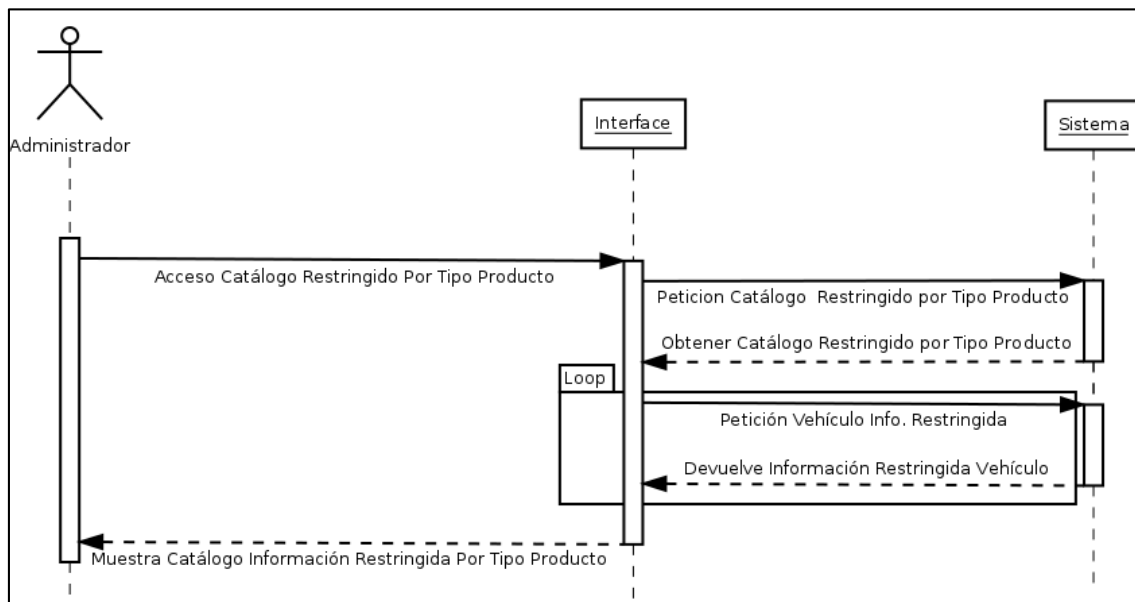 Administrador
Interface
Sistema
Acceso Catálogo Restringido Por Tipo Producto
Peticion Catálogo  Restringido por Tipo Producto
Obtener Catálogo Restringido por Tipo Producto
Loop
Petición Vehículo Info. Restringida
Devuelve Información Restringida Vehículo
Muestra Catálogo Información Restringida Por Tipo Producto